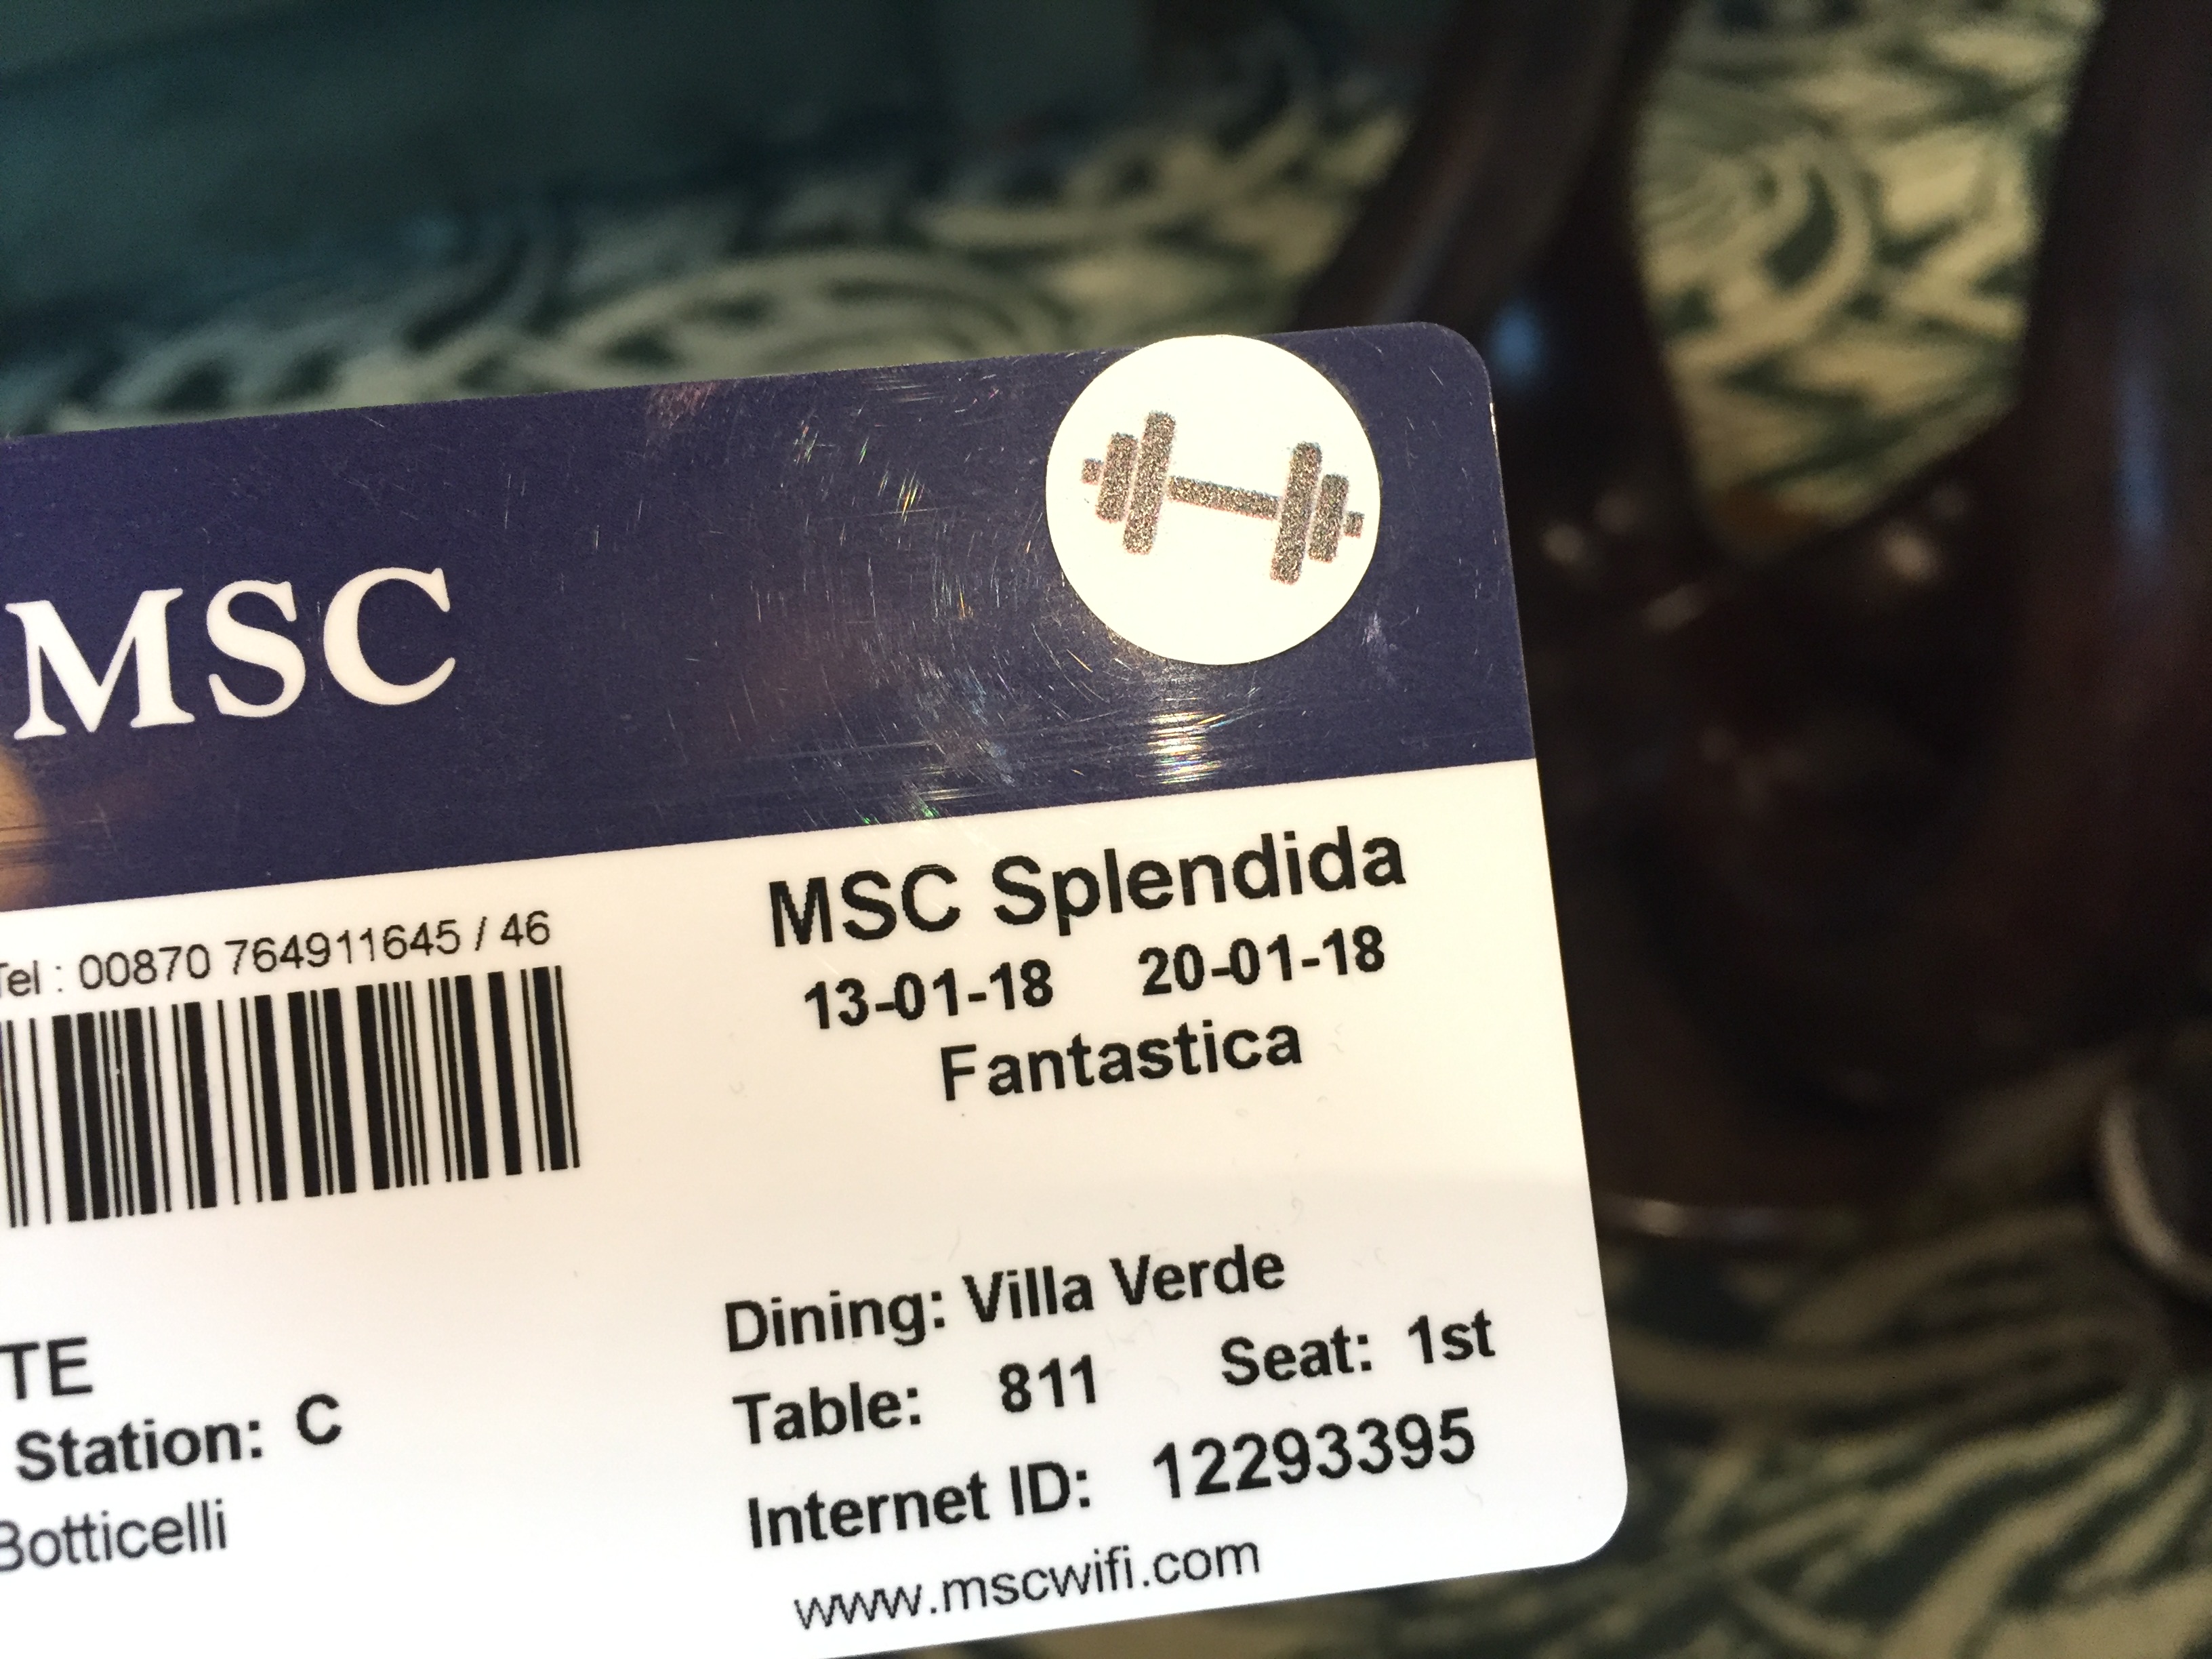 MSC
Tel : 00870 764911645 / 46
MSC Splendida
13-01-18 20-01-18
Fantastica
TE
Station: C
Botticelli
Dining: Villa Verde
Table: 811 Seat: 1st
Internet ID: 12293395
www.mscwifi.com